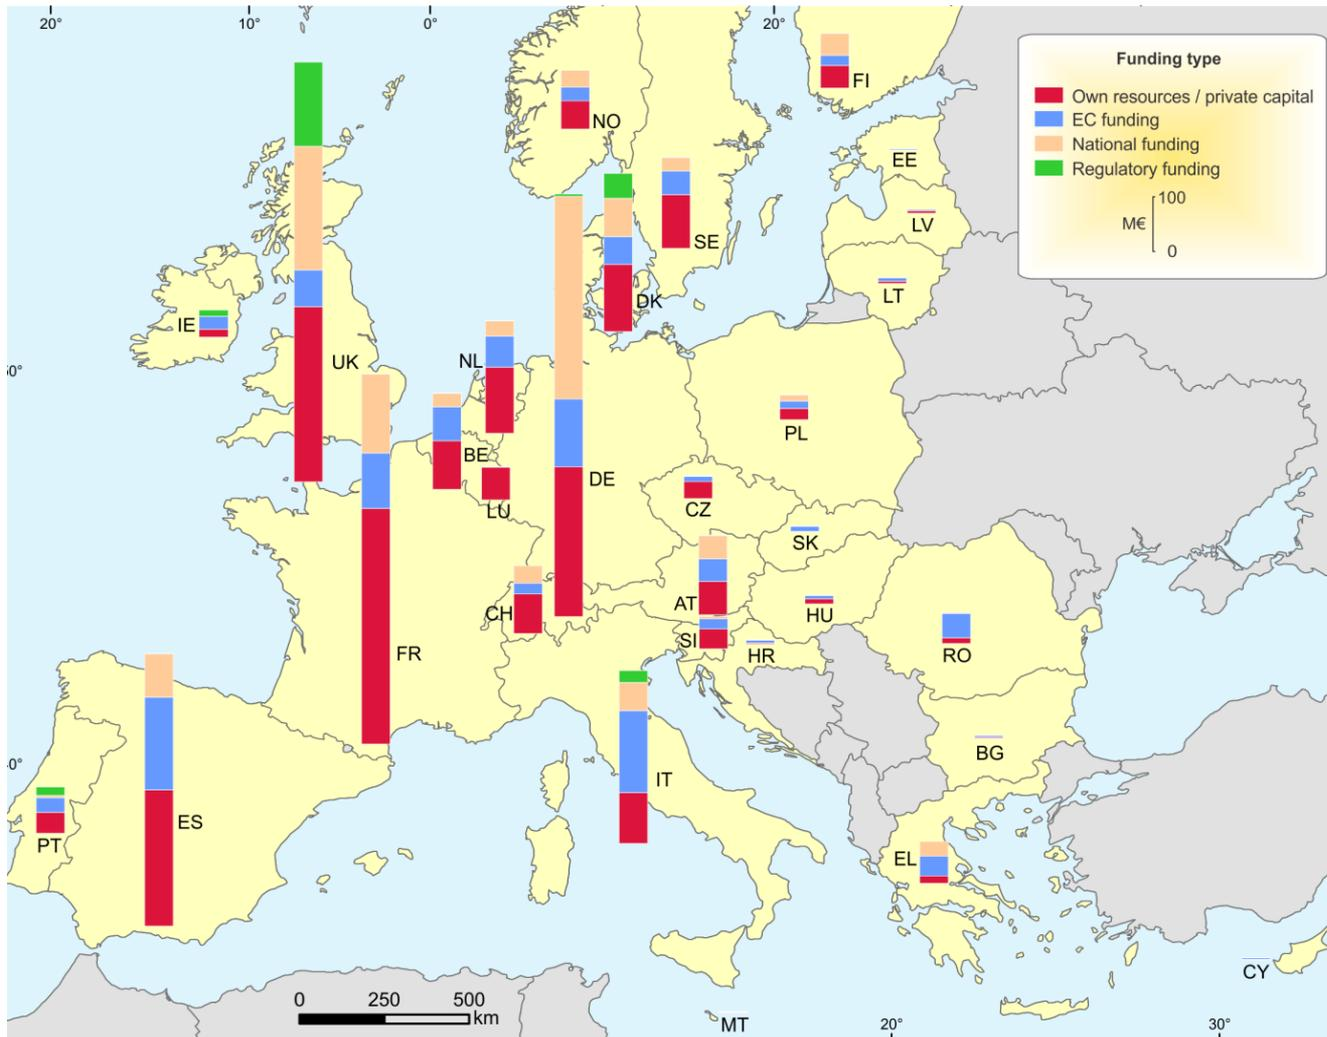 20°
10°
0°
20°
Funding type
Own resources / private capital
EC funding
National funding
Regulatory funding
100
M€
0
FI
NO
EE
SE
LV
DK
LT
IE
UK
NL
50°
PL
BE
DE
LU
CZ
SK
AT
CH
HU
SI
HR
RO
FR
BG
IT
40°
ES
PT
EL
CY
0 250 500
km
MT
20°
30°